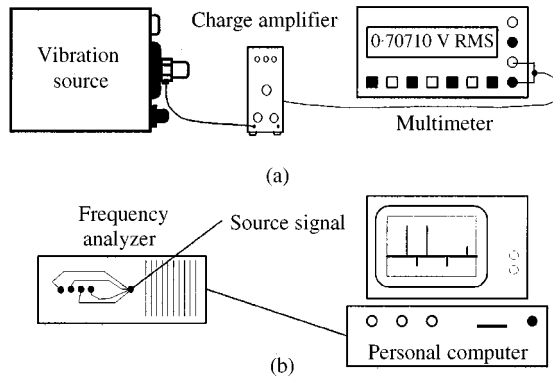 Charge amplifier
Vibration
source
0·70710 V RMS
Multimeter
(a)
Frequency
analyzer
Source signal
Personal computer
(b)